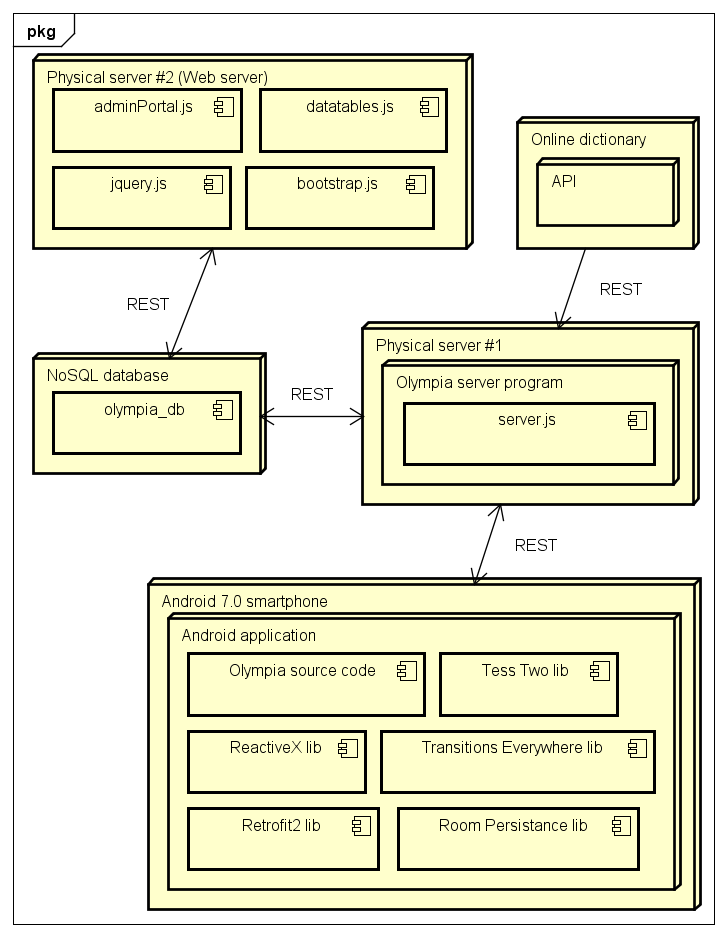 pkg
Physical server #2 (Web server)
adminPortal.js
datatables.js
jquery.js
bootstrap.js
Online dictionary
API
REST
REST
Physical server #1
Olympia server program
server.js
NoSQL database
olympia_db
REST
REST
Android 7.0 smartphone
Android application
Olympia source code
Tess Two lib
ReactiveX lib
Transitions Everywhere lib
Retrofit2 lib
Room Persistance lib